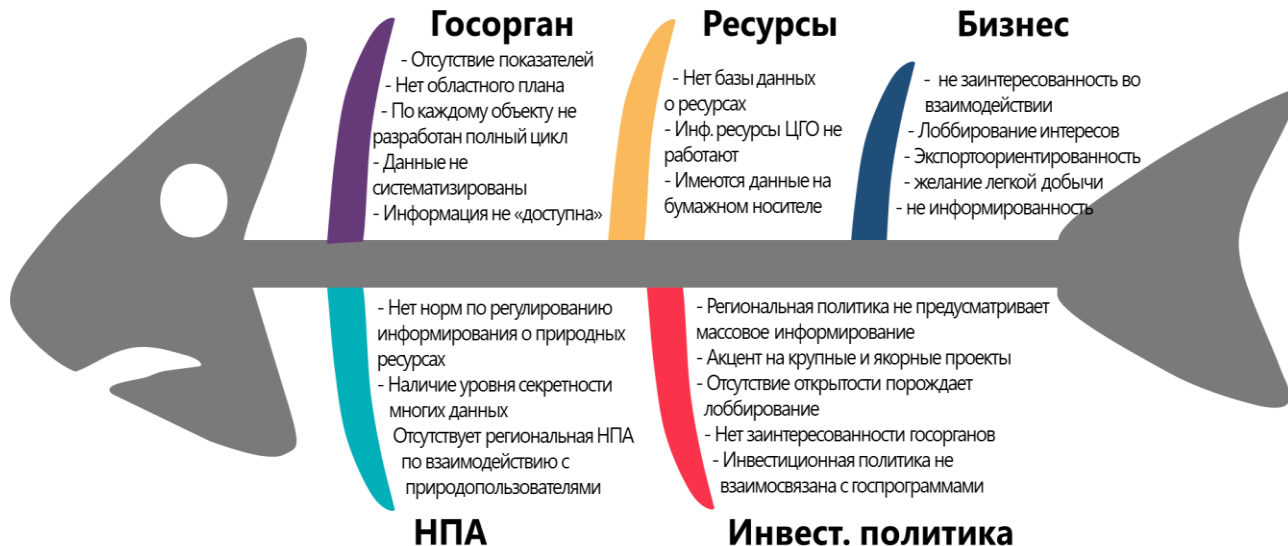 Госорган
- Отсутствие показателей
- Нет областного плана
- По каждому объекту не
разработан полный цикл
- Данные не
систематизированы
- Информация не «доступна»
Ресурсы
- Нет базы данных
о ресурсах
- Инф. ресурсы ЦГО не
работают
- Имеются данные на
бумажном носителе
Бизнес
- не заинтересованность во
взаимодействии
- Лоббирование интересов
- Экспортоориентированность
- желание легкой добычи
- не информированность
- Нет норм по регулированию
информирования о природных
ресурсах
- Наличие уровня секретности
многих данных
Отсутствует региональная НПА
по взаимодействию с
природопользователями
НПА
- Региональная политика не предусматривает
массовое информирование
- Акцент на крупные и якорные проекты
- Отсутствие открытости порождает
лоббирование
- Нет заинтересованности госорганов
- Инвестиционная политика не
взаимосвязана с госпрограммами
Инвест. политика